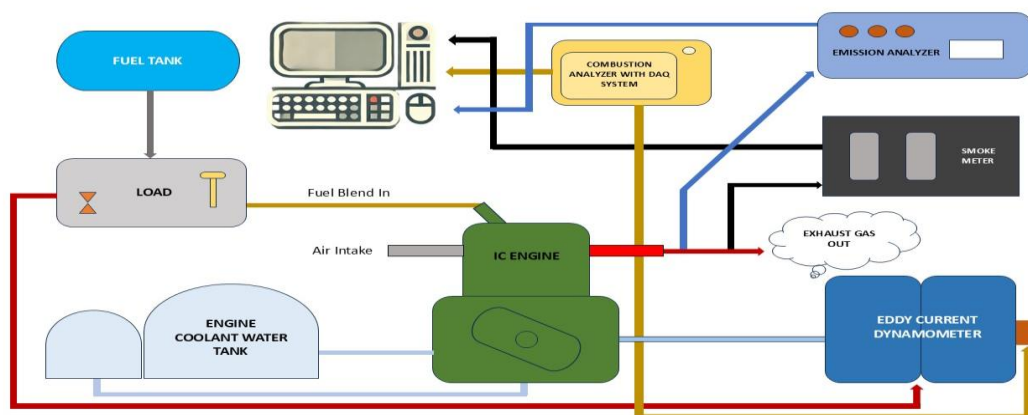 FUEL TANK
COMBUSTION
ANALYZER WITH DAQ
SYSTEM
EMISSION ANALYZER
SMOKE
METER
LOAD
Fuel Blend In
Air Intake
IC ENGINE
EXHAUST GAS
OUT
ENGINE
COOLANT WATER
TANK
EDDY CURRENT
DYNAMOMETER